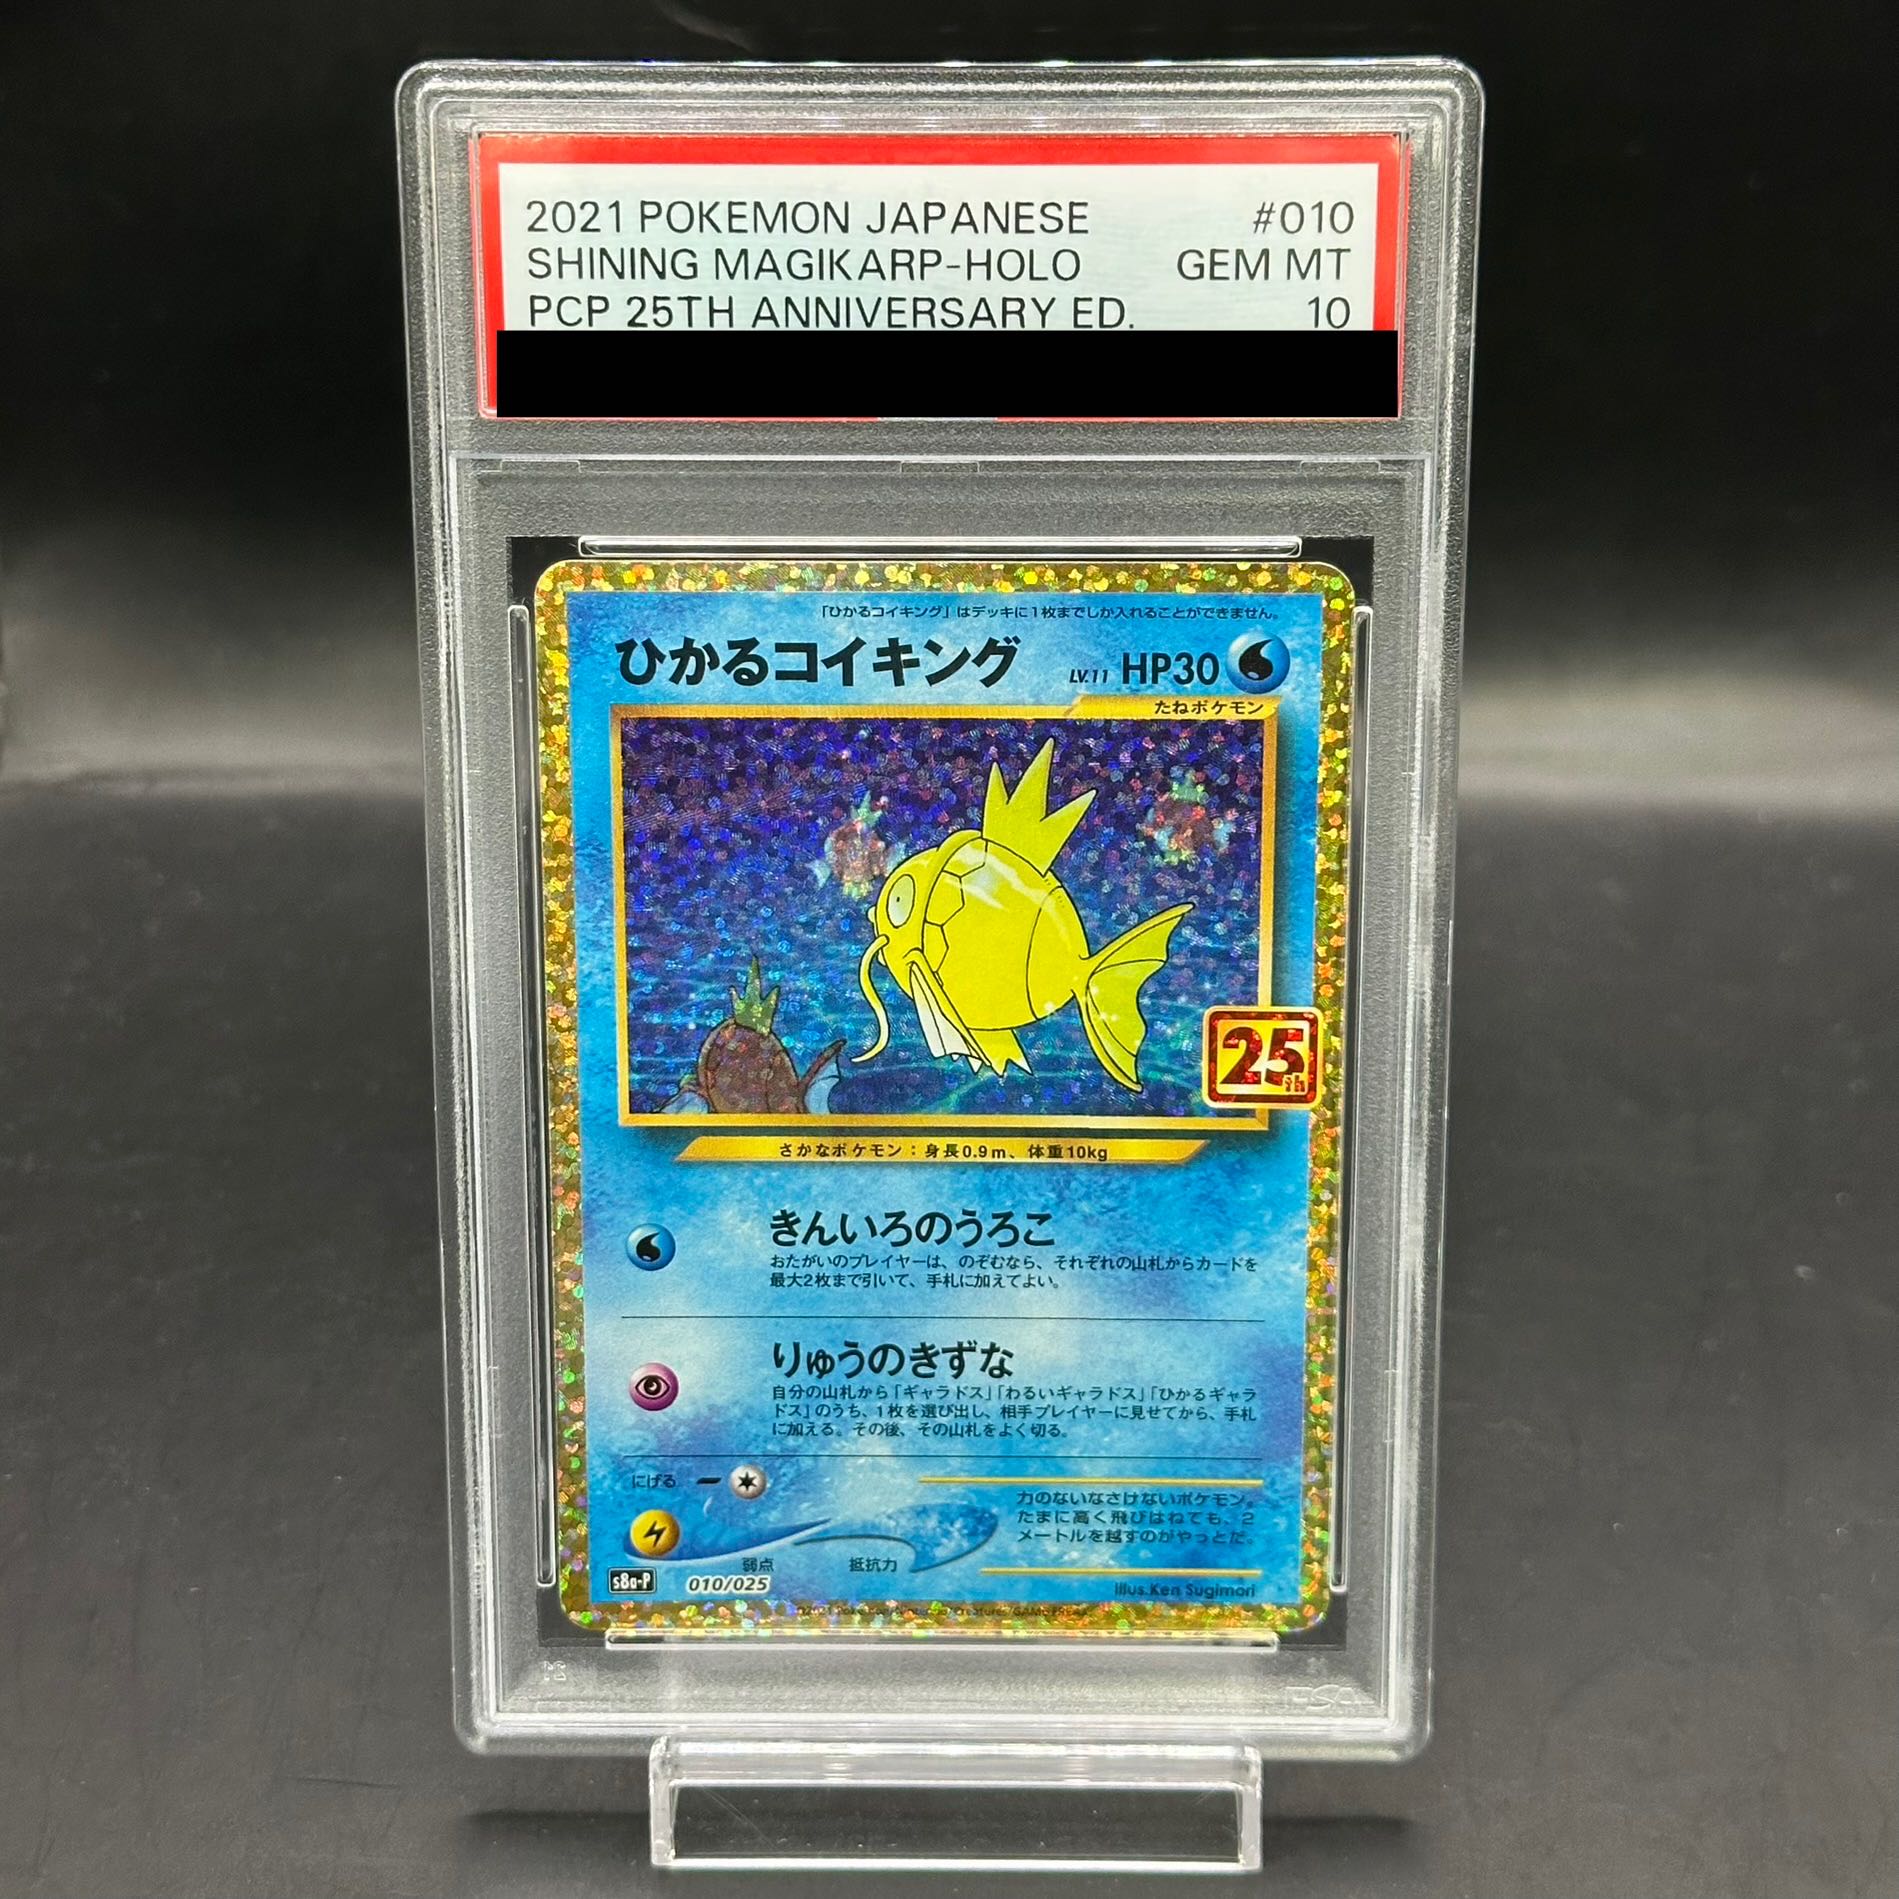 2021 POKEMON JAPANESE #010
SHINING MAGIKARP-HOLO GEM MT
PCP 25TH ANNIVERSARY ED. 10
「ひかるコイキング」はデッキに1枚までしか入れることができません。
ひかるコイキング LV.11 HP30
たねポケモン
25th
さかなポケモン:身長0.9m、体重10kg
きんいろのうろこ
おたがいのプレイヤーは、のぞむなら、それぞれの山札からカードを
最大2枚まで引いて、手札に加えてよい。
りゅうのきずな
自分の山札から「ギャラドス」「わるいギャラドス」「ひかるギャラ
ドス」のうち、1枚を選び出し、相手プレイヤーに見せてから、手札
に加える。その後、その山札をよく切る。
にげる
力のないなさけないポケモン。
たまに高く飛びはねても、2
メートルを越すのがやっとだ。
弱点 抵抗力
s8a-P 010/025 Illus.Ken Sugimori
PSA